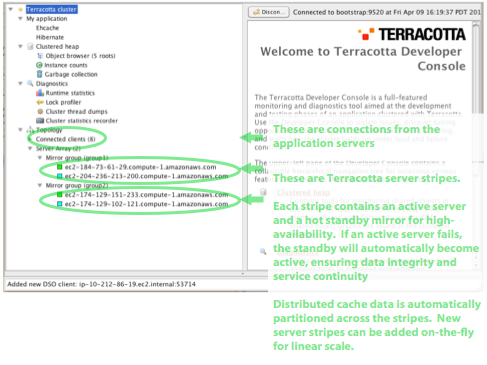 Terracotta cluster
My application
Ehcache
Hibernate
Clustered heap
Object browser (5 roots)
Instance counts
Garbage collection
Diagnostics
Runtime statistics
Lock profiler
Cluster thread dumps
Cluster statistics recorder
Topology
Connected clients (8)
Server Array (2)
Mirror group (group1)
ec2-184-73-61-29.compute-1.amazonaws.com
ec2-204-236-213-200.compute-1.amazonaws.com
Mirror group (group2)
ec2-174-129-151-233.compute-1.amazonaws.com
ec2-174-129-102-121.compute-1.amazonaws.com
Added new DSO client: ip-10-212-86-19.ec2.internal:53714
Discon... Connected to bootstrap:9520 at Fri Apr 09 16:19:37 PDT 201
TERRACOTTA
Welcome to Terracotta Developer
Console
The Terracotta Developer Console is a full-featured
monitoring and diagnostics tool aimed at the development
and testing phases of an application clustered with Terracotta.
These are connections from the
application servers
These are Terracotta server stripes.
Each stripe contains an active server
and a hot standby mirror for high-
availability. If an active server fails,
the standby will automatically become
active, ensuring data integrity and
service continuity
Distributed cache data is automatically
partitioned across the stripes. New
server stripes can be added on-the-fly
for linear scale.